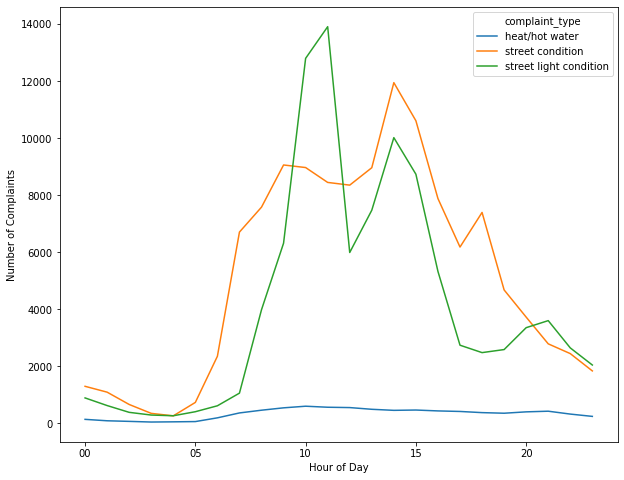 complaint_type
heat/hot water
street condition
street light condition
14000
12000
10000
8000
6000
4000
2000
0
Number of Complaints
00 05 10 15 20
Hour of Day